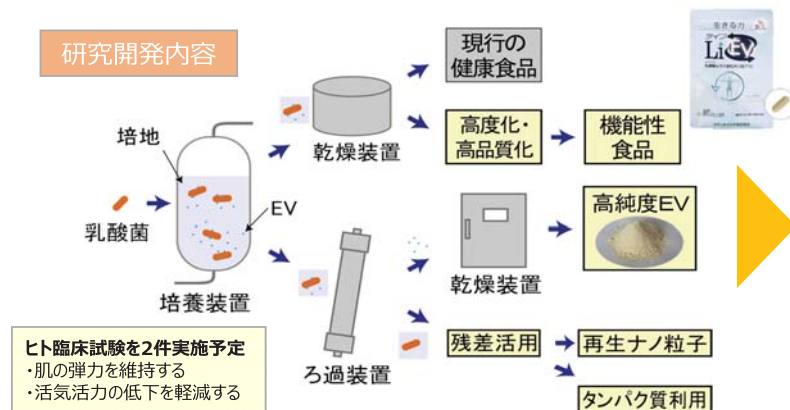 研究開発内容
現行の
健康食品
生きる力
LiEV
培地
乾燥装置
高度化・
高品質化
機能性
食品
乳酸菌
EV
高純度EV
培養装置
乾燥装置
ろ過装置
残差活用
再生ナノ粒子
タンパク質利用
ヒト臨床試験を2件実施予定
・肌の弾力を維持する
・活気活力の低下を軽減する